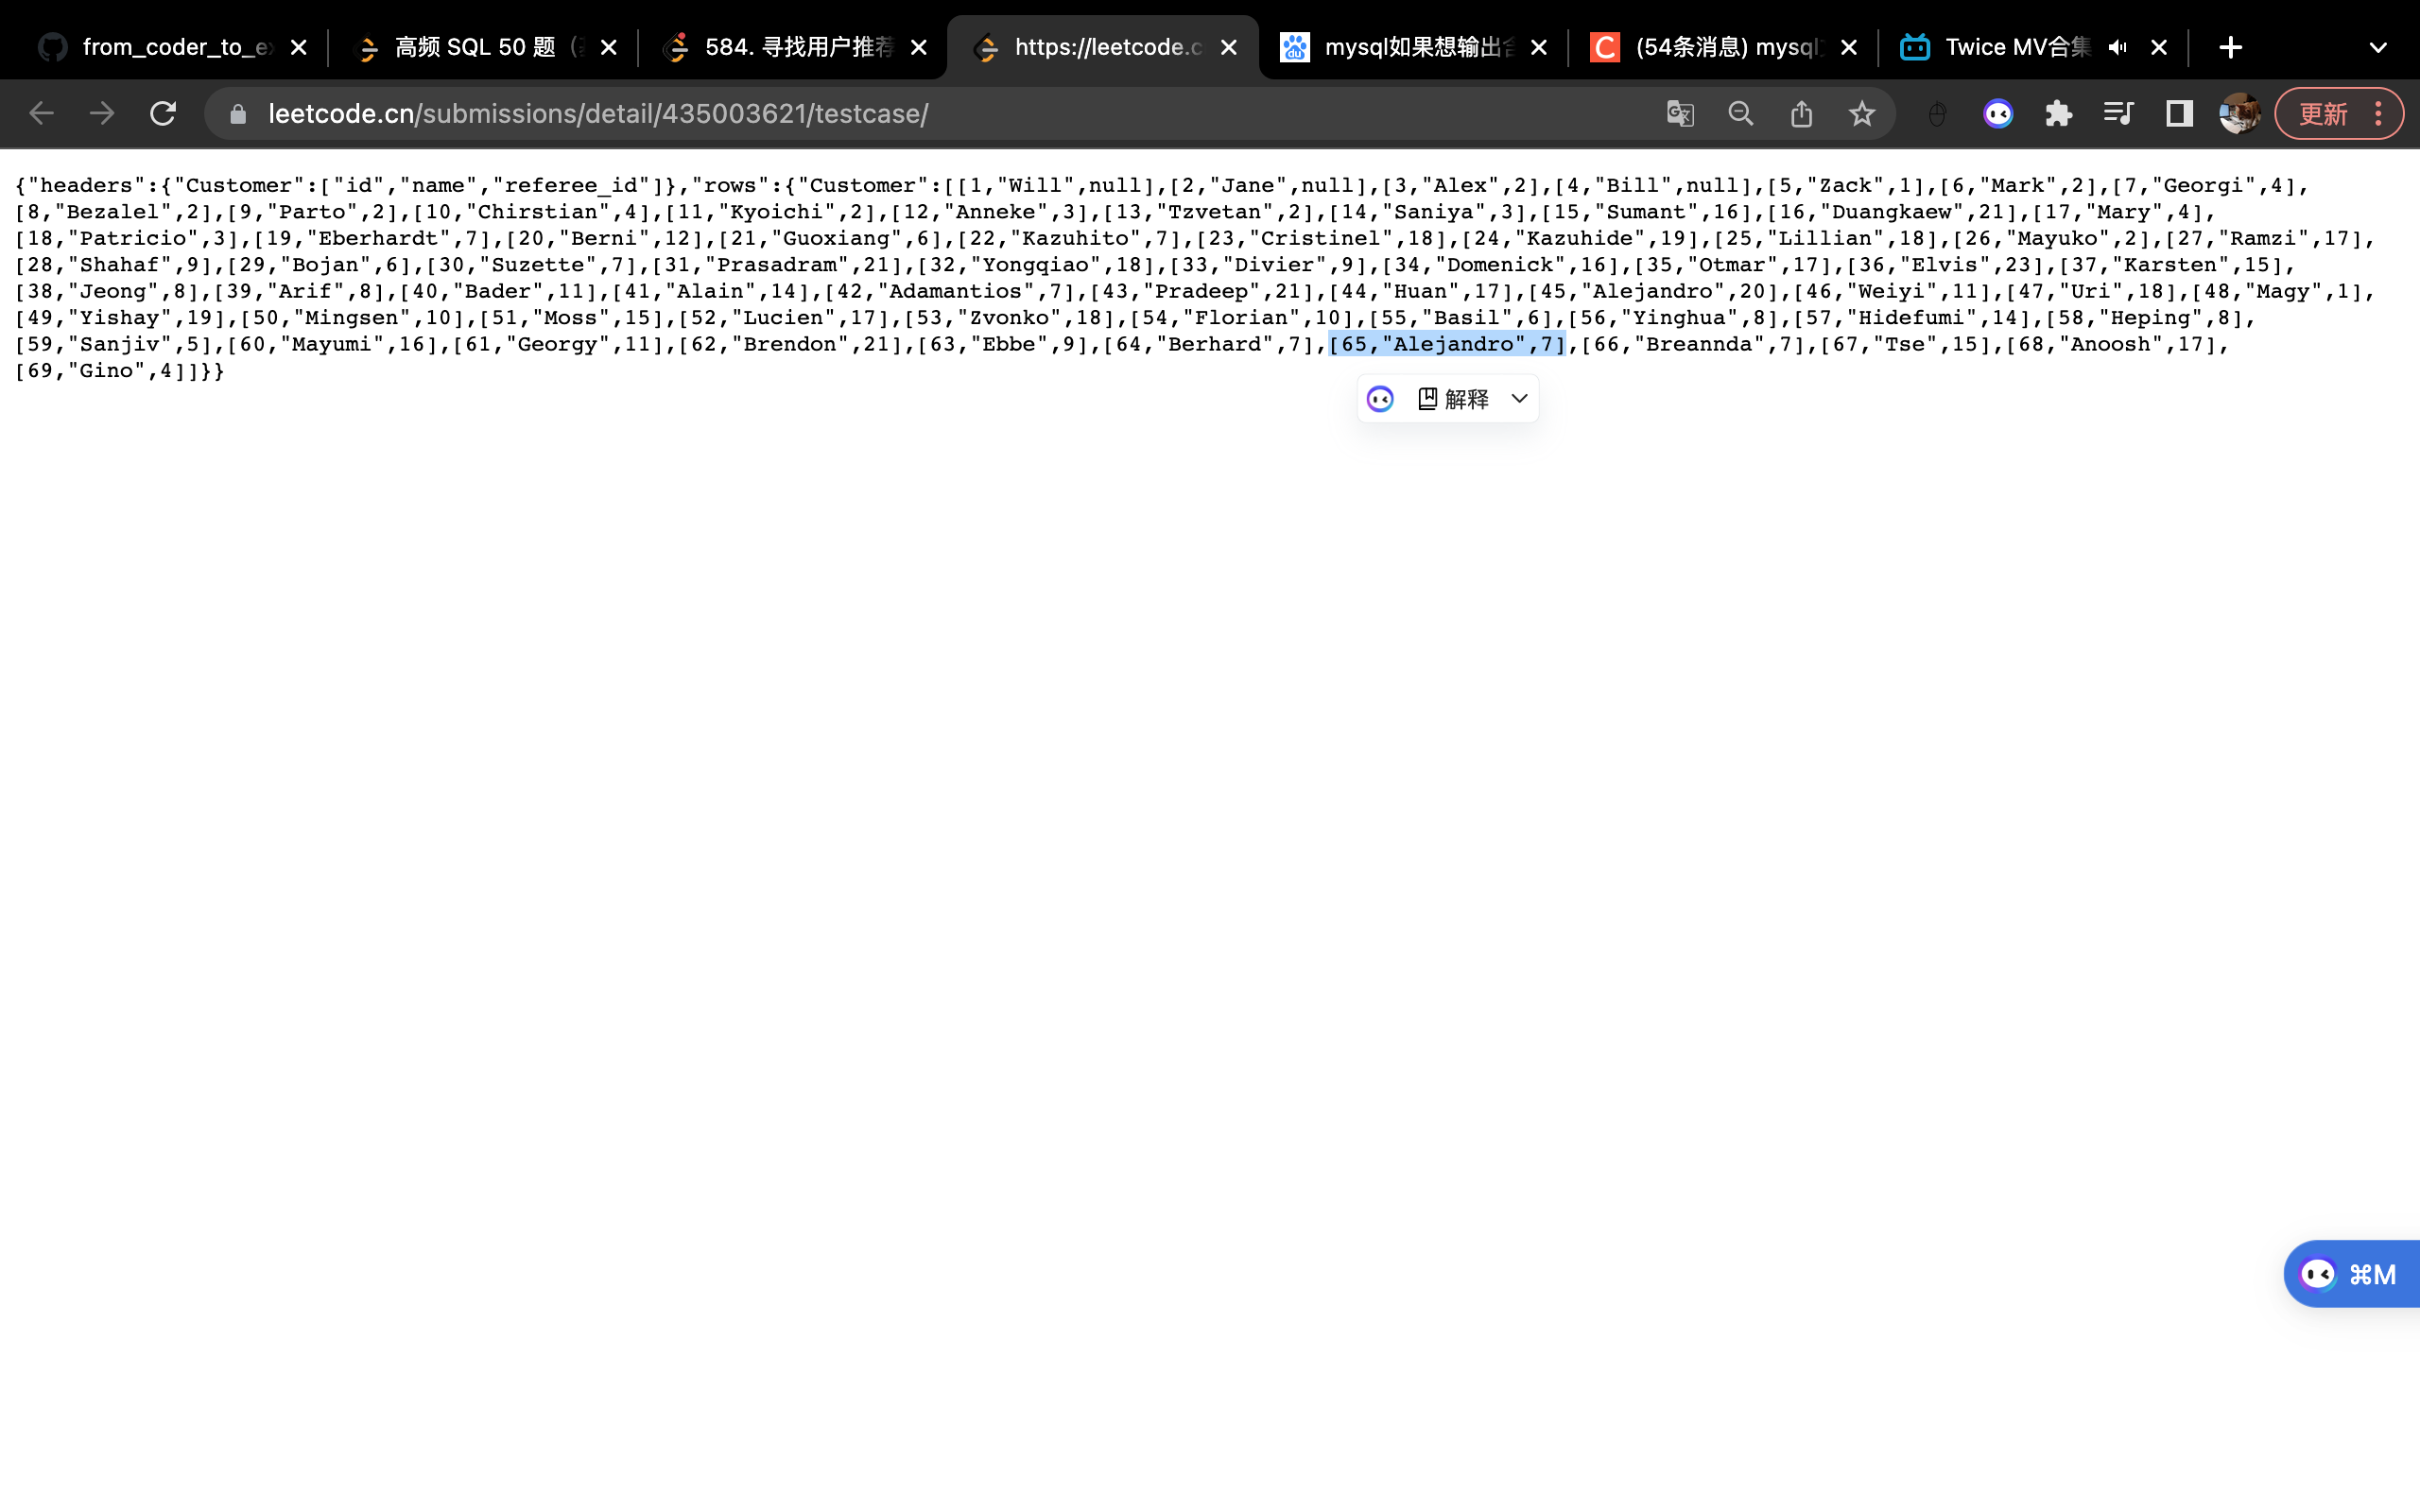 from_coder_to_e
高频 SQL 50 题
584. 寻找用户推荐
https://leetcode.c
mysql如果想输出
(54条消息) mysql
Twice MV合集
leetcode.cn/submissions/detail/435003621/testcase/
更新
{"headers":{"Customer":["id","name","referee_id"]},"rows":{"Customer":[[1,"Will",null],[2,"Jane",null],[3,"Alex",2],[4,"Bill",null],[5,"Zack",1],[6,"Mark",2],[7,"Georgi",4],
[8,"Bezalel",2],[9,"Parto",2],[10,"Chirstian",4],[11,"Kyoichi",2],[12,"Anneke",3],[13,"Tzvetan",2],[14,"Saniya",3],[15,"Sumant",16],[16,"Duangkaew",21],[17,"Mary",4],
[18,"Patricio",3],[19,"Eberhardt",7],[20,"Berni",12],[21,"Guoxiang",6],[22,"Kazuhito",7],[23,"Cristinel",18],[24,"Kazuhide",19],[25,"Lillian",18],[26,"Mayuko",2],[27,"Ramzi",17],
[28,"Shahaf",9],[29,"Bojan",6],[30,"Suzette",7],[31,"Prasadram",21],[32,"Yongqiao",18],[33,"Divier",9],[34,"Domenick",16],[35,"Otmar",17],[36,"Elvis",23],[37,"Karsten",15],
[38,"Jeong",8],[39,"Arif",8],[40,"Bader",11],[41,"Alain",14],[42,"Adamantios",7],[43,"Pradeep",21],[44,"Huan",17],[45,"Alejandro",20],[46,"Weiyi",11],[47,"Uri",18],[48,"Magy",1],
[49,"Yishay",19],[50,"Mingsen",10],[51,"Moss",15],[52,"Lucien",17],[53,"Zvonko",18],[54,"Florian",10],[55,"Basil",6],[56,"Yinghua",8],[57,"Hidefumi",14],[58,"Heping",8],
[59,"Sanjiv",5],[60,"Mayumi",16],[61,"Georgy",11],[62,"Brendon",21],[63,"Ebbe",9],[64,"Berhard",7],[65,"Alejandro",7],[66,"Breannda",7],[67,"Tse",15],[68,"Anoosh",17],
[69,"Gino",4]]}}
解释
⌘M